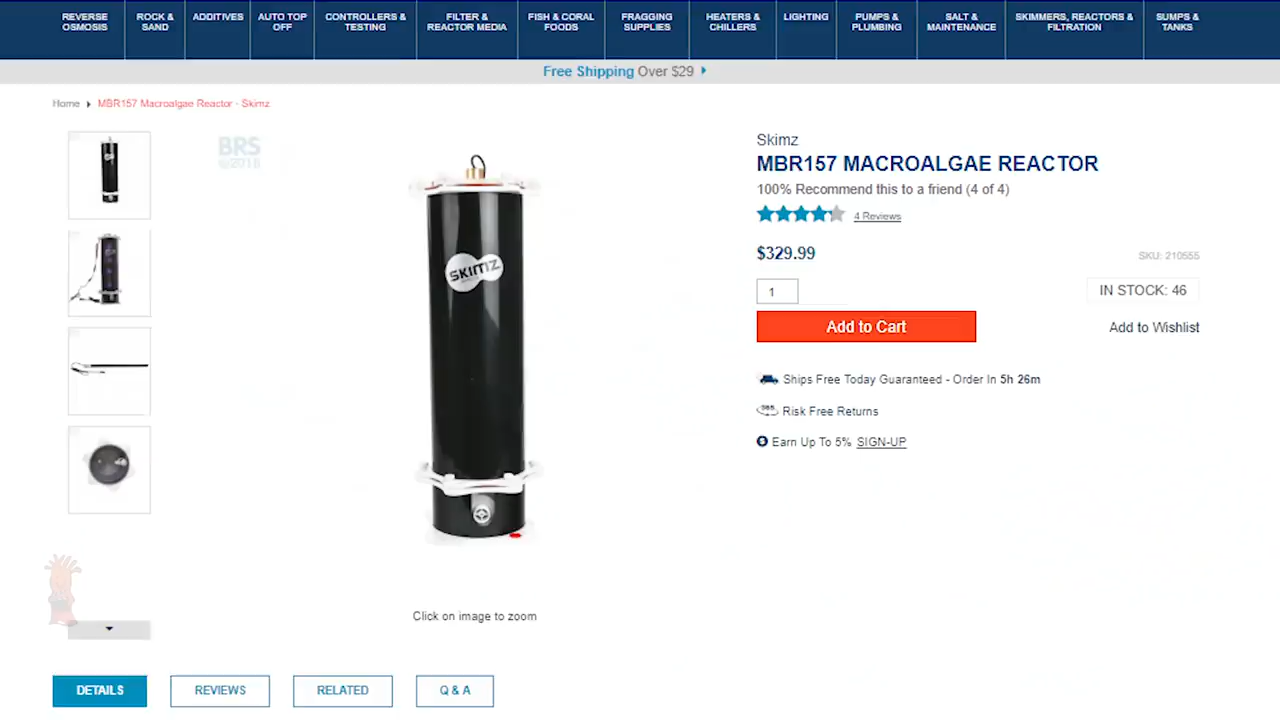 REVERSE
OSMOSIS
ROCK &
SAND
ADDITIVES
AUTO TOP
OFF
CONTROLLERS &
TESTING
FILTER &
REACTOR MEDIA
FISH & CORAL
FOODS
FRAGGING
SUPPLIES
HEATERS &
CHILLERS
LIGHTING
PUMPS &
PLUMBING
SALT &
MAINTENANCE
SKIMMERS, REACTORS &
FILTRATION
SUMPS &
TANKS
Free Shipping Over $29
Home MBR157 Macroalgae Reactor - Skimz
BRS
@2018
SKIMZ
Skimz
MBR157 MACROALGAE REACTOR
100% Recommend this to a friend (4 of 4)
4 Reviews
$329.99
SKU: 210555
1
IN STOCK: 46
Add to Cart
Add to Wishlist
Ships Free Today Guaranteed - Order In 5h 26m
365 Risk Free Returns
Earn Up To 5% SIGN-UP
Click on image to zoom
DETAILS
REVIEWS
RELATED
Q & A